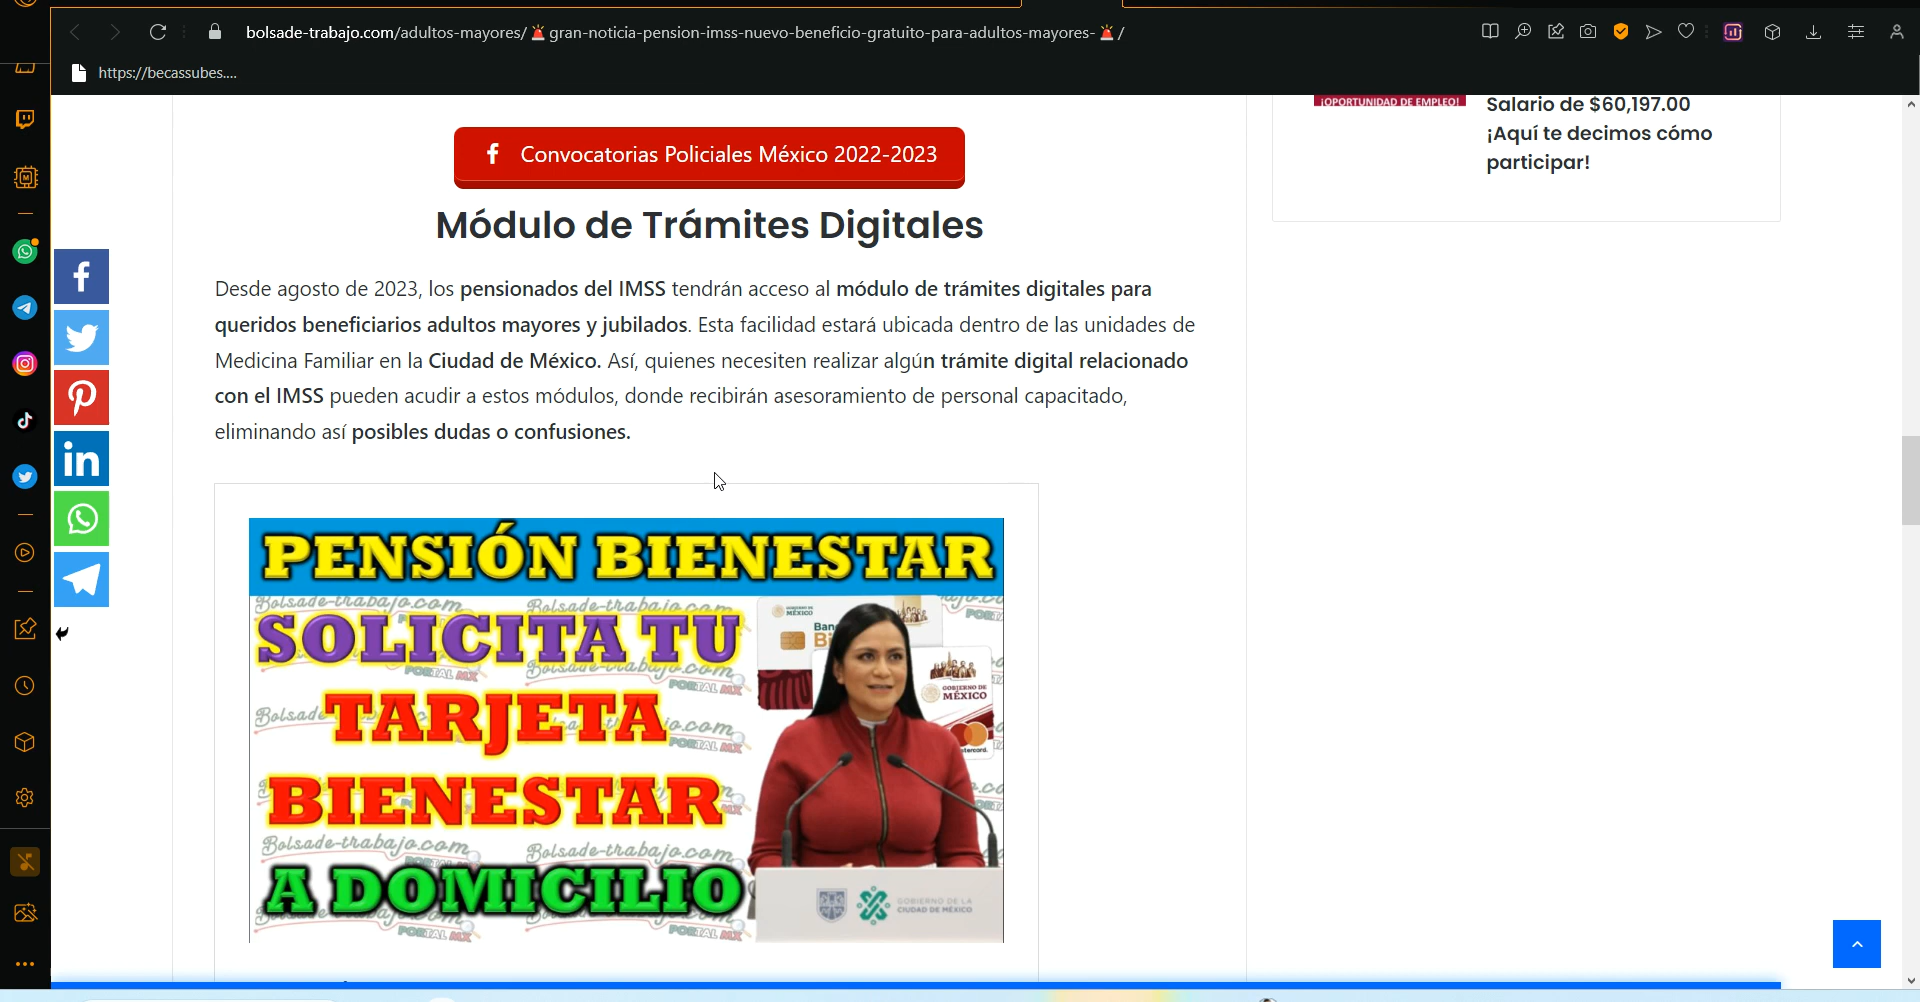 bolsade-trabajo.com/adultos-mayores/🚨gran-noticia-pension-imss-nuevo-beneficio-gratuito-para-adultos-mayores-🚨/
https://becassubes....
¡OPORTUNIDAD DE EMPLEO!
Salario de $60,197.00
¡Aquí te decimos cómo
participar!
Convocatorias Policiales México 2022-2023
Módulo de Trámites Digitales
Desde agosto de 2023, los pensionados del IMSS tendrán acceso al módulo de trámites digitales para
queridos beneficiarios adultos mayores y jubilados. Esta facilidad estará ubicada dentro de las unidades de
Medicina Familiar en la Ciudad de México. Así, quienes necesiten realizar algún trámite digital relacionado
con el IMSS pueden acudir a estos módulos, donde recibirán asesoramiento de personal capacitado,
eliminando así posibles dudas o confusiones.
PENSIÓN BIENESTAR
SOLICITA TU
TARJETA
BIENESTAR
A DOMICILIO
Bolsade-trabajo.com
PORTAL MX
GOBIERNO DE
MÉXICO
GOBIERNO DE LA
CIUDAD DE MÉXICO